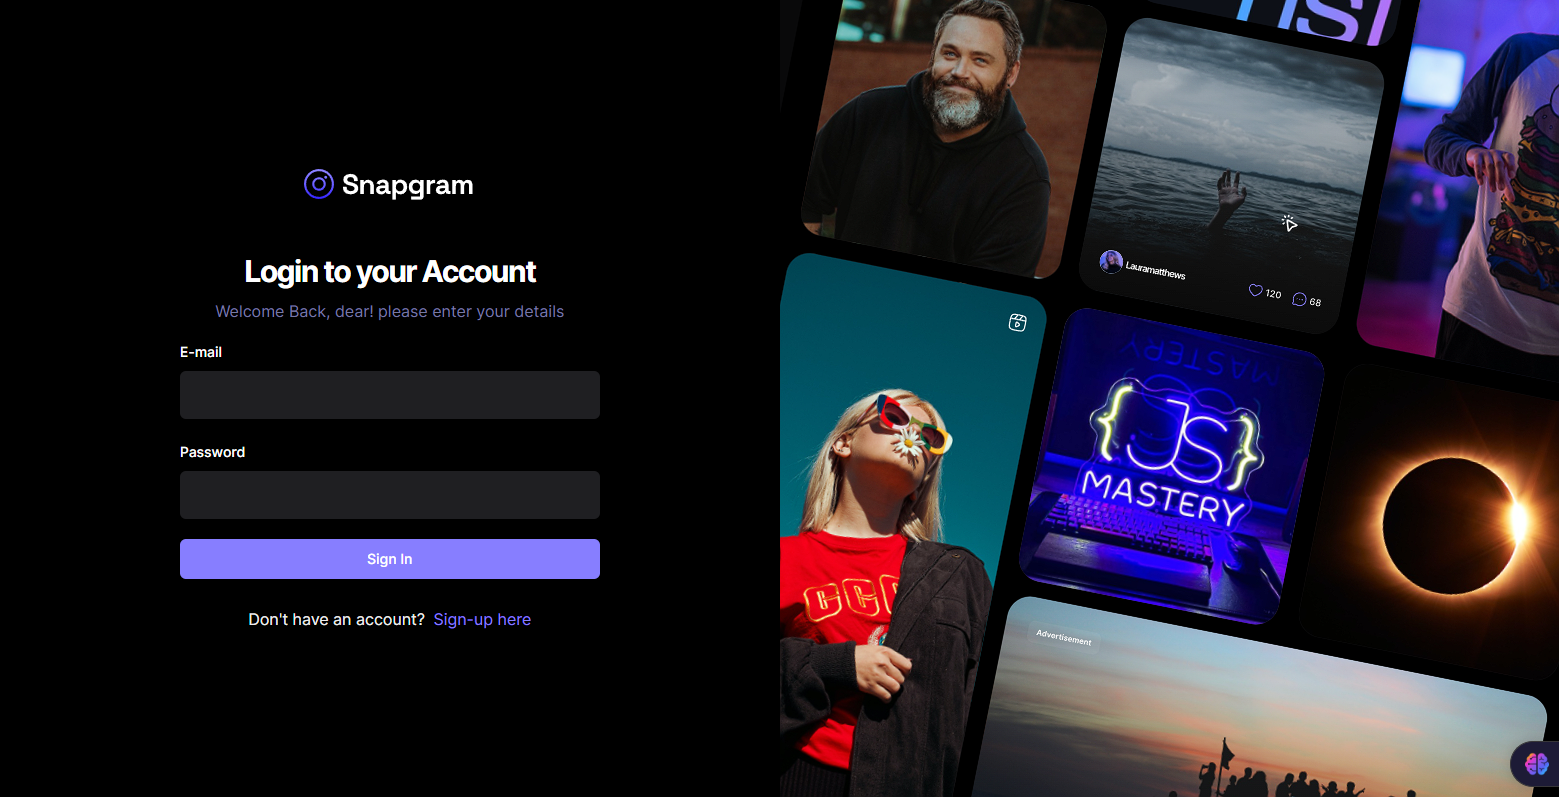 Snapgram
Login to your Account
Welcome Back, dear! please enter your details
E-mail
Password
Sign In
Don't have an account? Sign-up here
Lauramatthews
120
68
MASTERY
JS
MASTERY
Advertisement